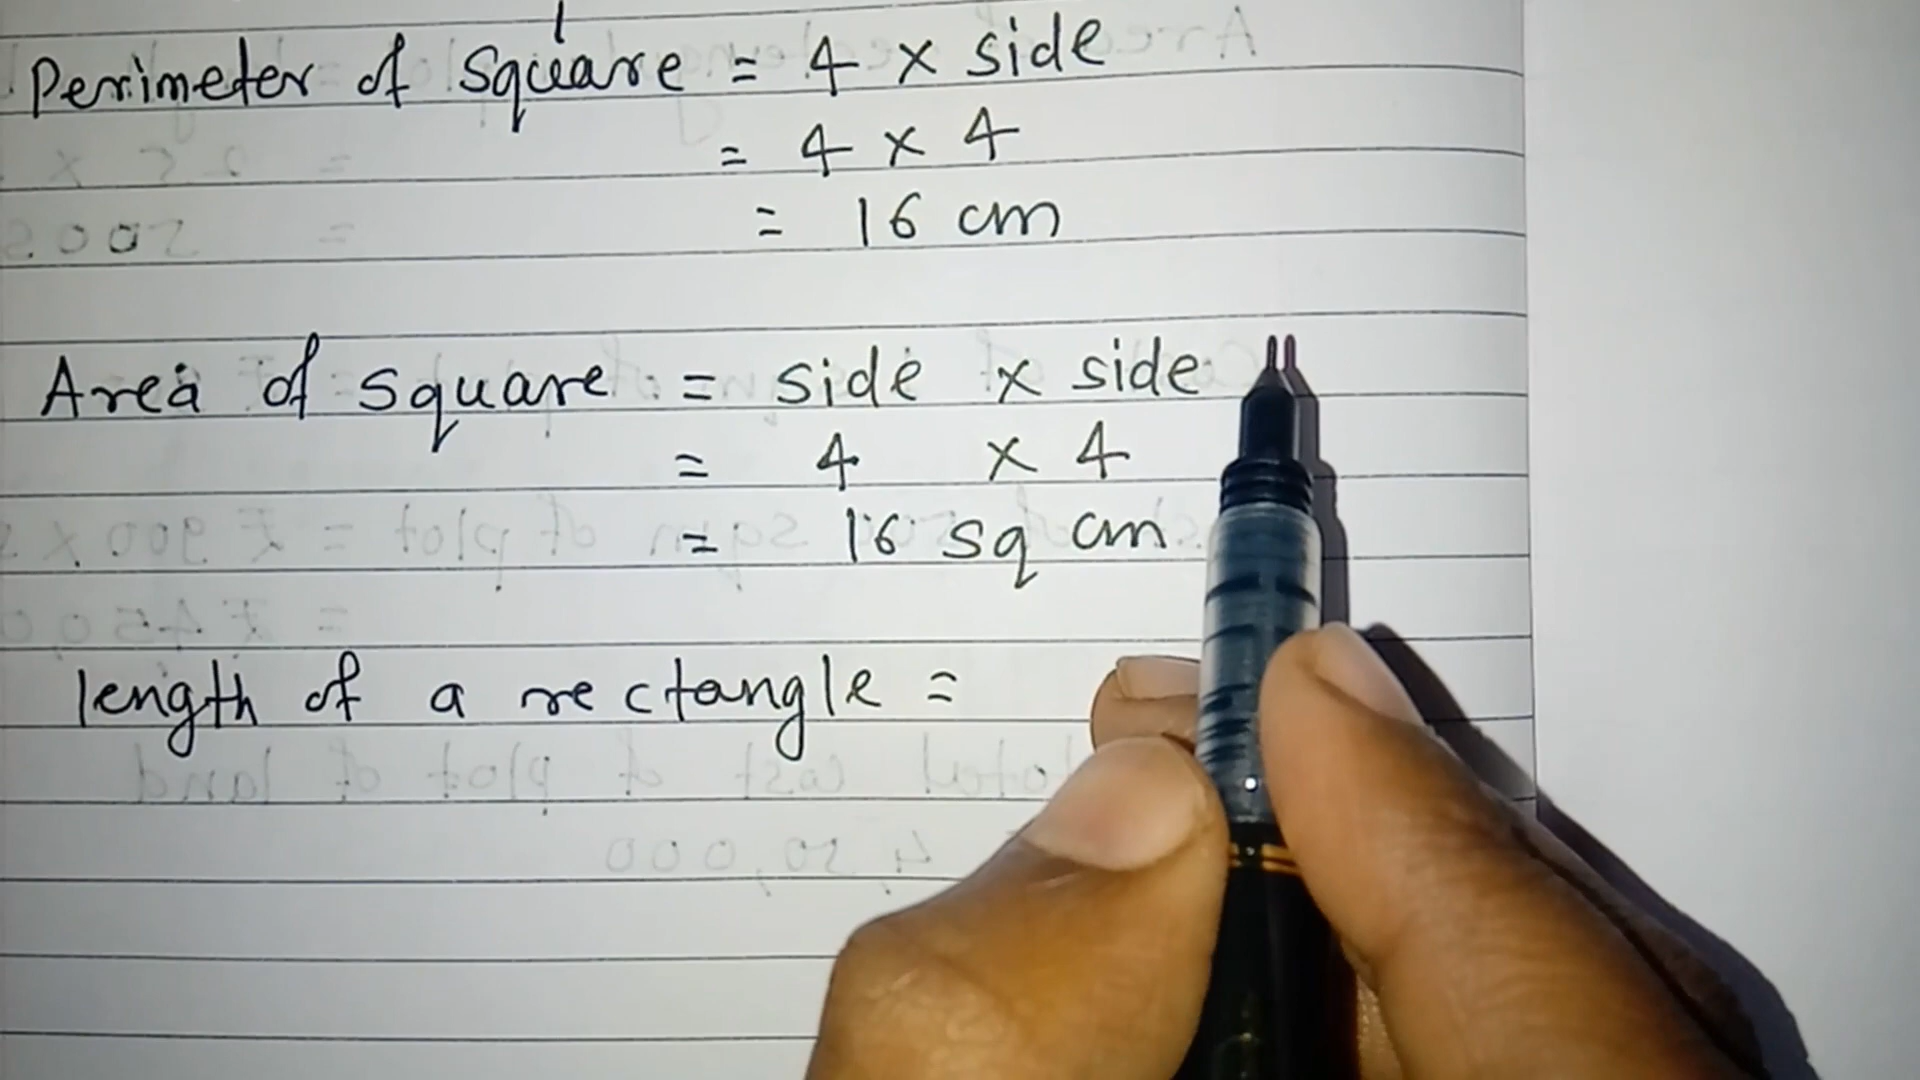 Perimeter of square = 4 × side
= 4 × 4
= 16 cm
Area of square = side × side
= 4 × 4
= 16 sq cm
length of a rectangle =